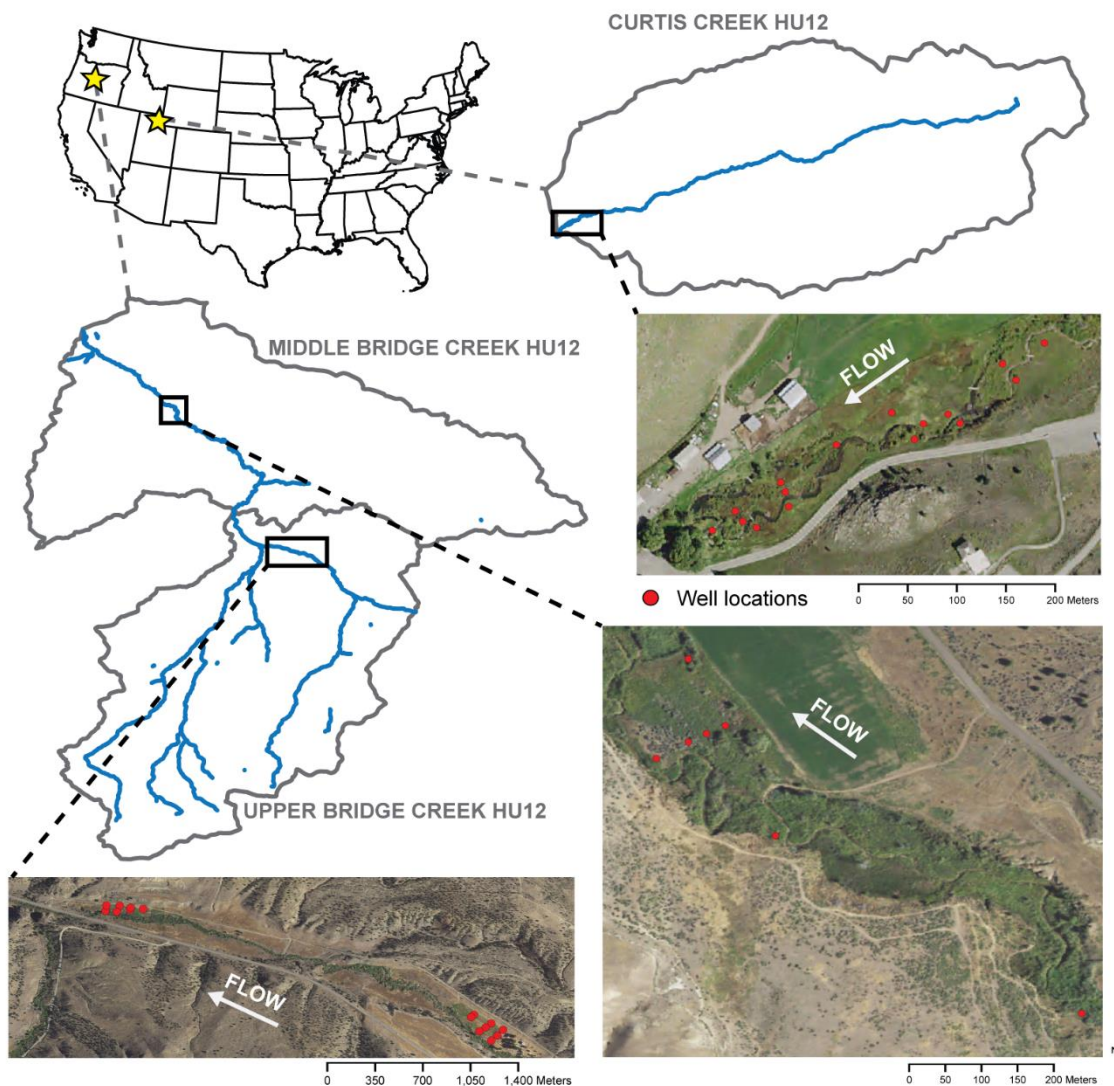 CURTIS CREEK HU12
MIDDLE BRIDGE CREEK HU12
FLOW
Well locations
0 50 100 150 200 Meters
FLOW
UPPER BRIDGE CREEK HU12
FLOW
0 350 700 1,050 1,400 Meters
0 50 100 150 200 Meters